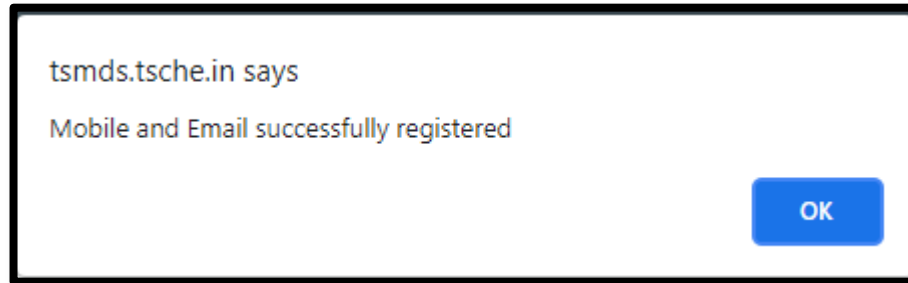 tsmds.tsche.in says
Mobile and Email successfully registered
OK